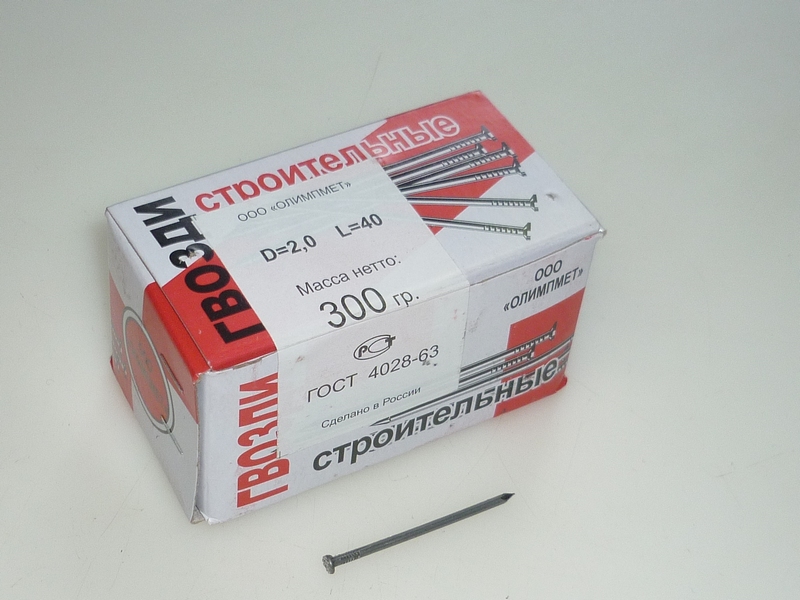 ГВОЗДИ
строительные
ООО «ОЛИМПМЕТ»
D=2,0 L=40
Масса нетто:
300 гр.
РСТ
ГОСТ 4028-63
Сделано в России
ООО
«ОЛИМПМЕТ»
ГВОЗДИ
строительные